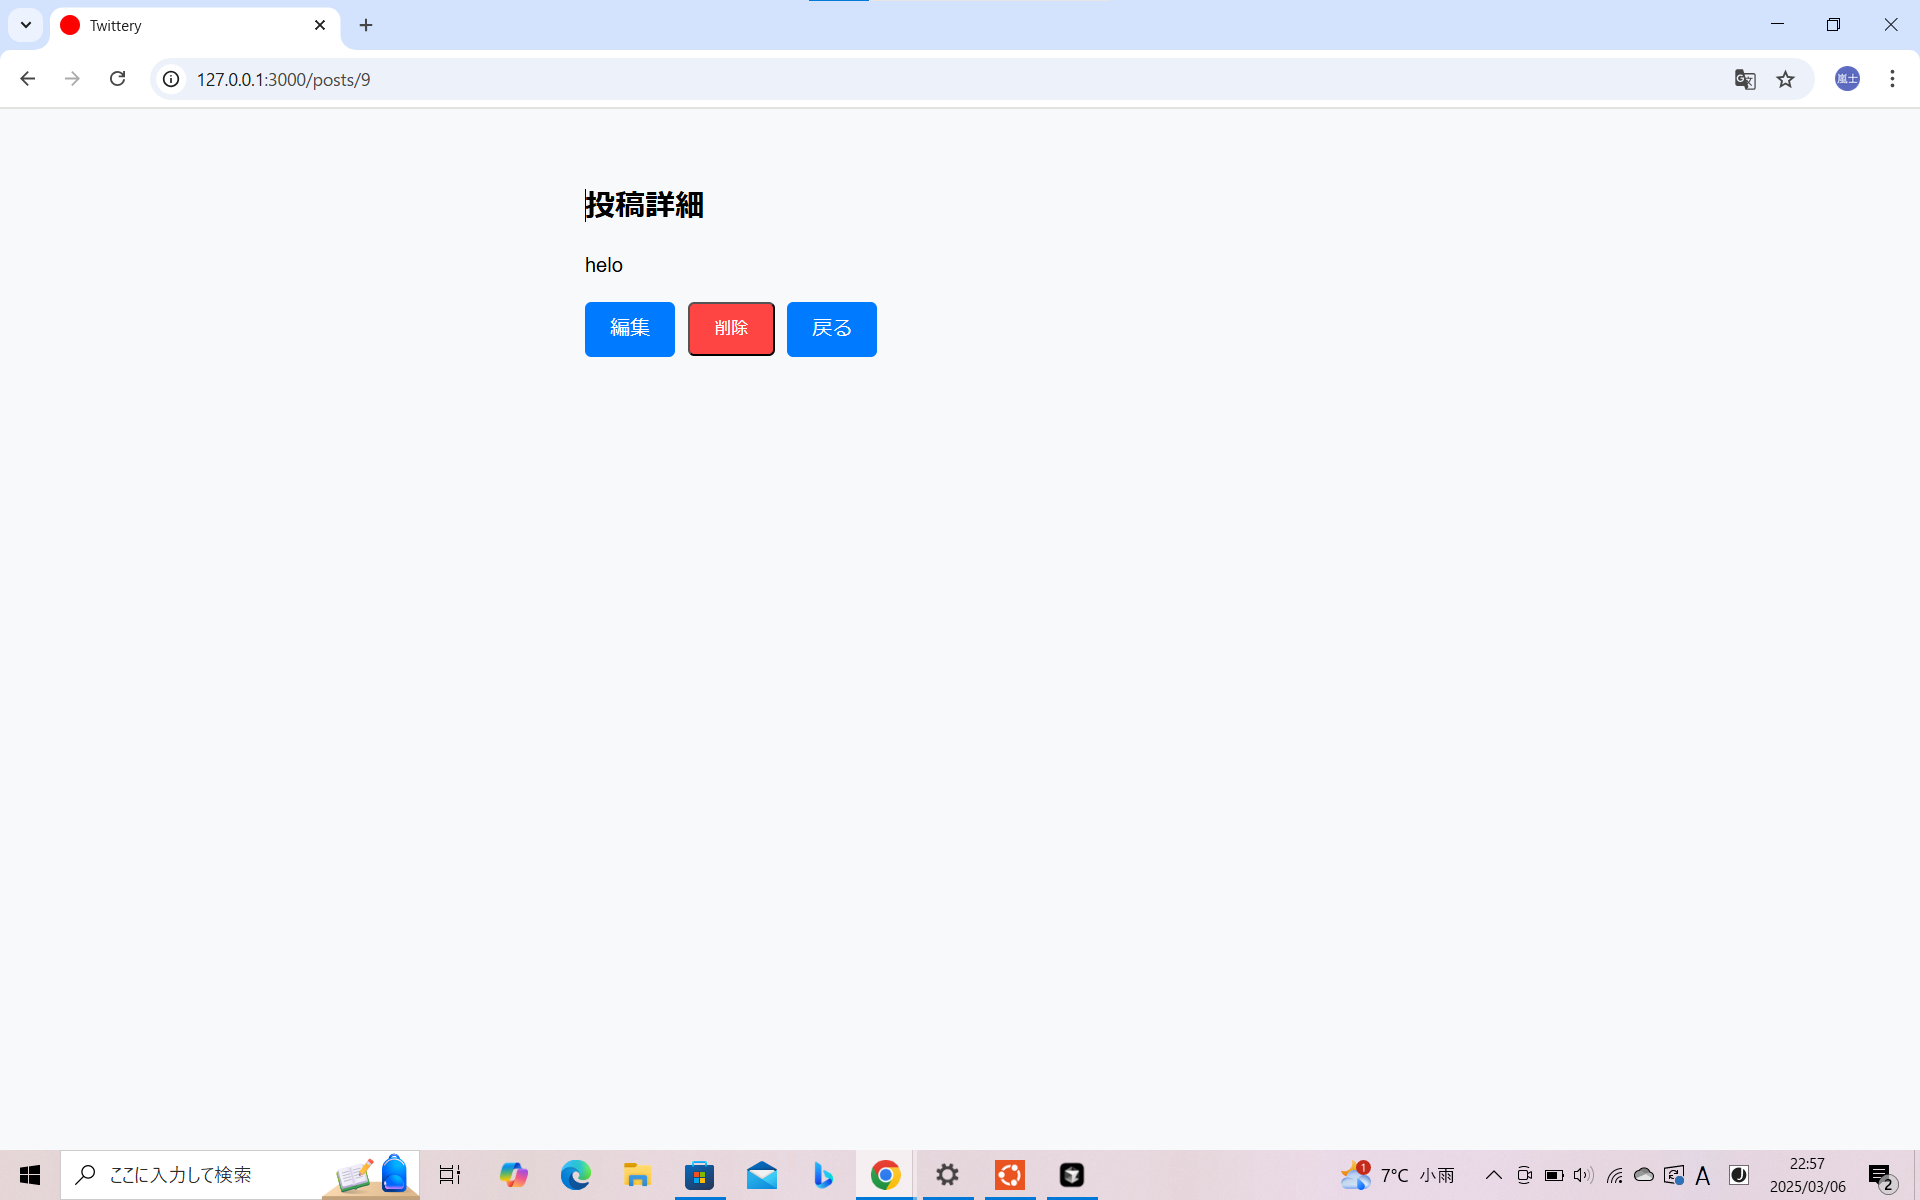 Twittery
127.0.0.1:3000/posts/9
嵐士
投稿詳細
helo
編集
削除
戻る
ここに入力して検索
1
7°C 小雨
A
22:57
2025/03/06
2